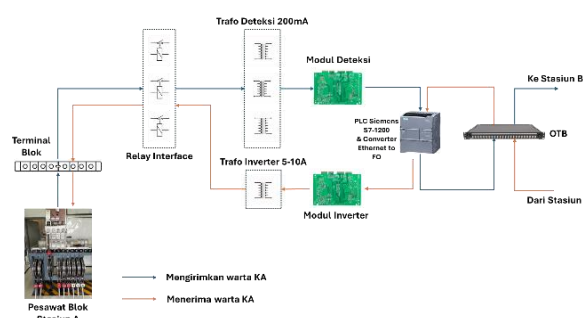 Trafo Deteksi 200mA
Modul Deteksi
Ke Stasiun B
PLC Siemens
S7-1200
& Converter
Ethernet to
FO
OTB
Terminal
Blok
Relay Interface
Trafo Inverter 5-10A
Modul Inverter
Dari Stasiun
Mengirimkan warta KA
Menerima warta KA
Pesawat Blok
Stasiun A